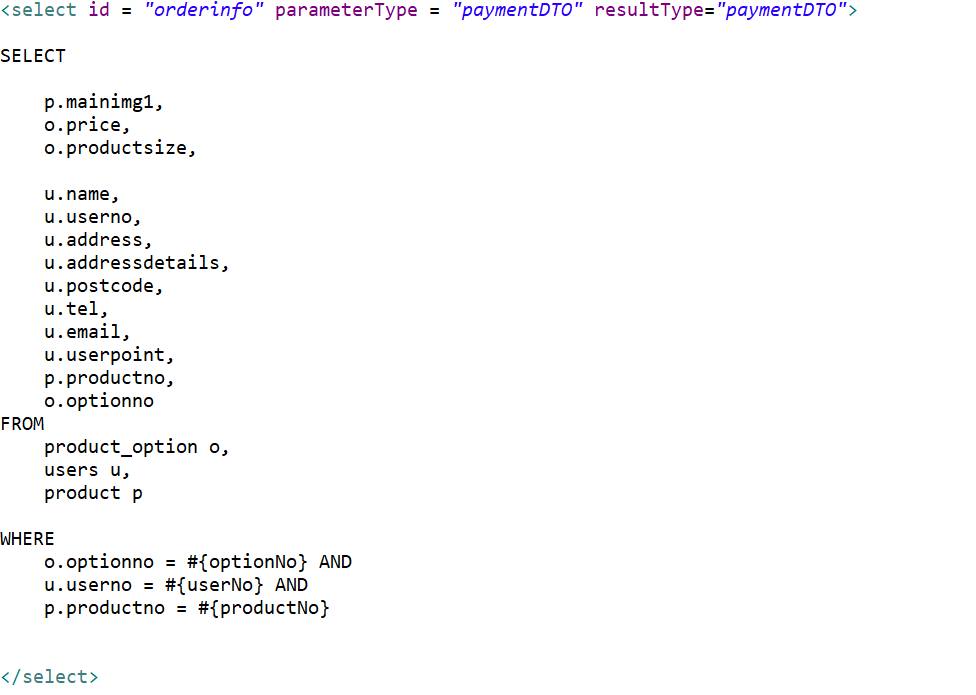 <select id = "orderinfo" parameterType = "paymentDTO" resultType="paymentDTO">
SELECT
p.mainimg1,
o.price,
o.productsize,
u.name,
u.userno,
u.address,
u.addressdetails,
u.postcode,
u.tel,
u.email,
u.userpoint,
p.productno,
o.optionno
FROM
product_option o,
users u,
product p
WHERE
o.optionno = #{optionNo} AND
u.userno = #{userNo} AND
p.productno = #{productNo}
</select>